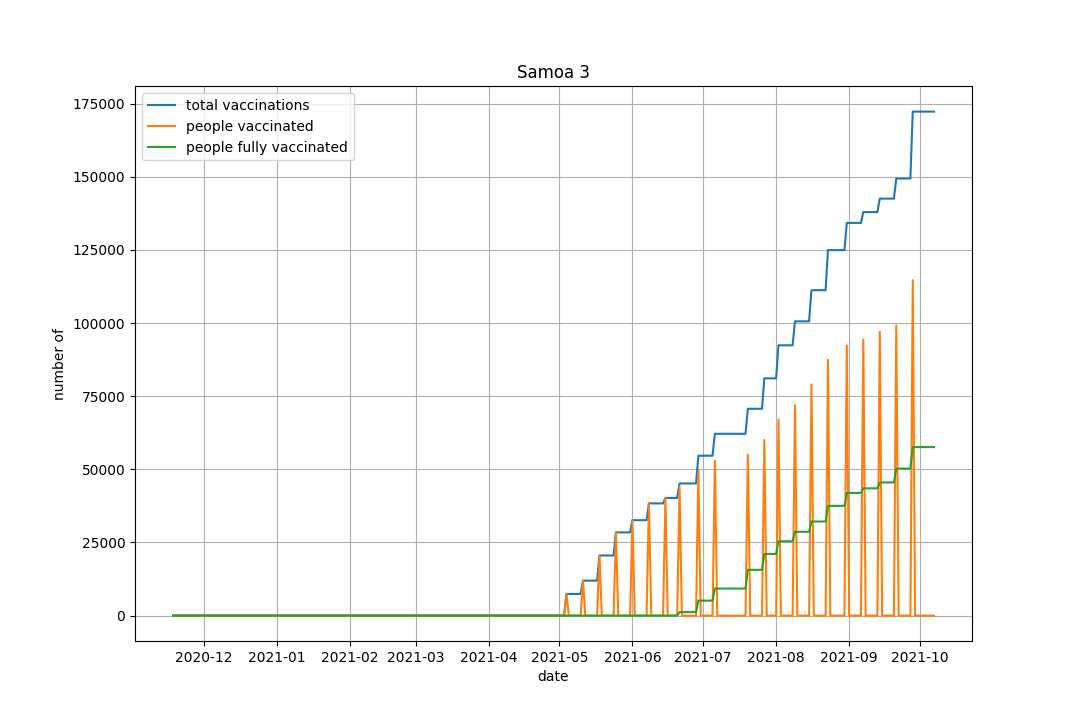 Samoa 3
total vaccinations
people vaccinated
people fully vaccinated
175000
150000
125000
100000
75000
50000
25000
0
number of
2020-12 2021-01 2021-02 2021-03 2021-04 2021-05 2021-06 2021-07 2021-08 2021-09 2021-10
date